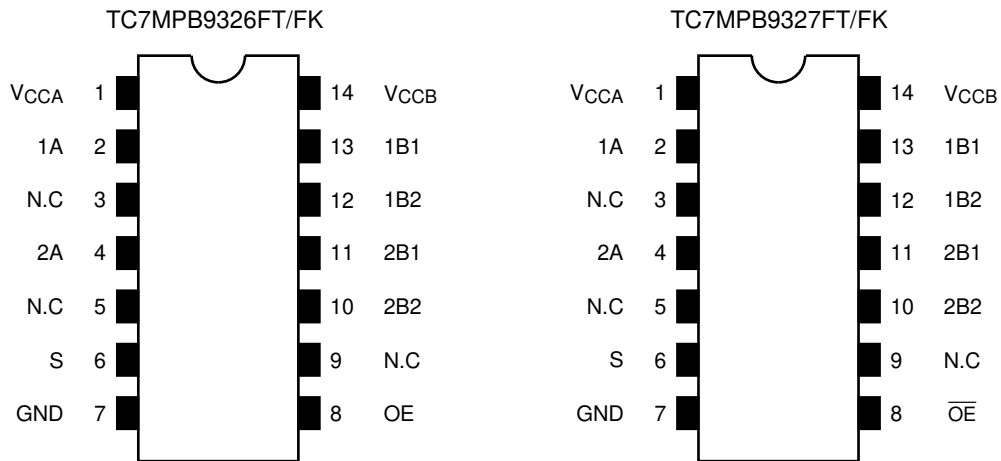 TC7MPB9326FT/FK
VCCA 1 14 VCCB
1A 2 13 1B1
N.C 3 12 1B2
2A 4 11 2B1
N.C 5 10 2B2
S 6 9 N.C
GND 7 8 OE
TC7MPB9327FT/FK
VCCA 1 14 VCCB
1A 2 13 1B1
N.C 3 12 1B2
2A 4 11 2B1
N.C 5 10 2B2
S 6 9 N.C
GND 7 8 O̅E̅